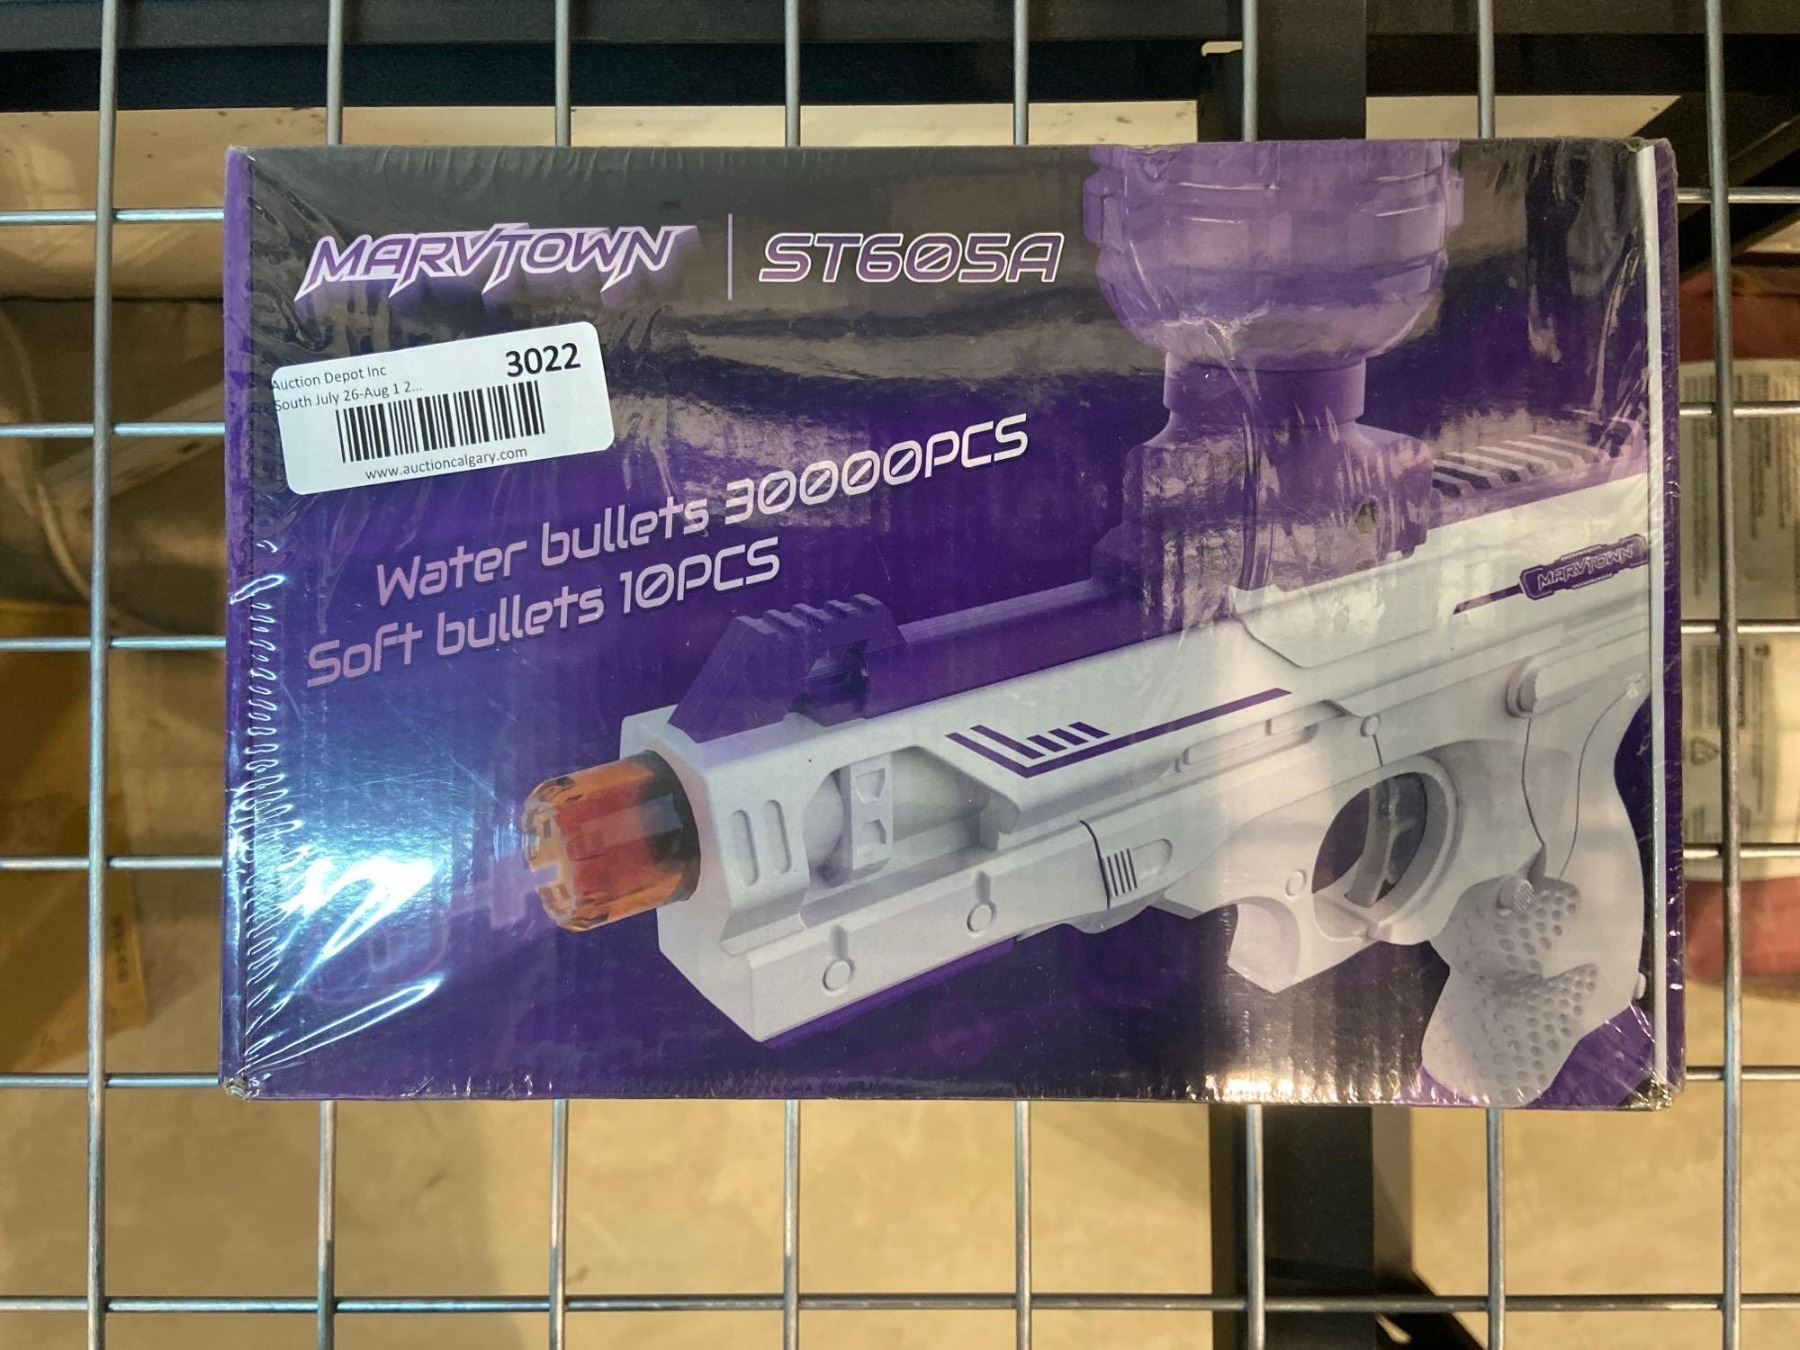 MARVTOWN | ST605A
Auction Depot Inc
3022
South July 26-Aug 1 2...
www.auctioncalgary.com
Water bullets 30000PCS
Soft bullets 10PCS
MARVTOWN